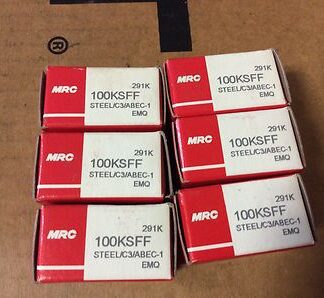 ®
MRC
291K
100KSFF
STEEL/C3/ABEC-1
EMQ
MRC
291K
100KSFF
STEEL/C3/ABEC-1
EMQ
MRC
291K
100KSFF
STEEL/C3/ABEC-1
EMQ
MRC
291K
100KSFF
STEEL/C3/ABEC-1
EMQ
MRC
291K
100KSFF
STEEL/C3/ABEC-1
EMQ
MRC
291K
100KSFF
STEEL/C3/ABEC-1
EMQ